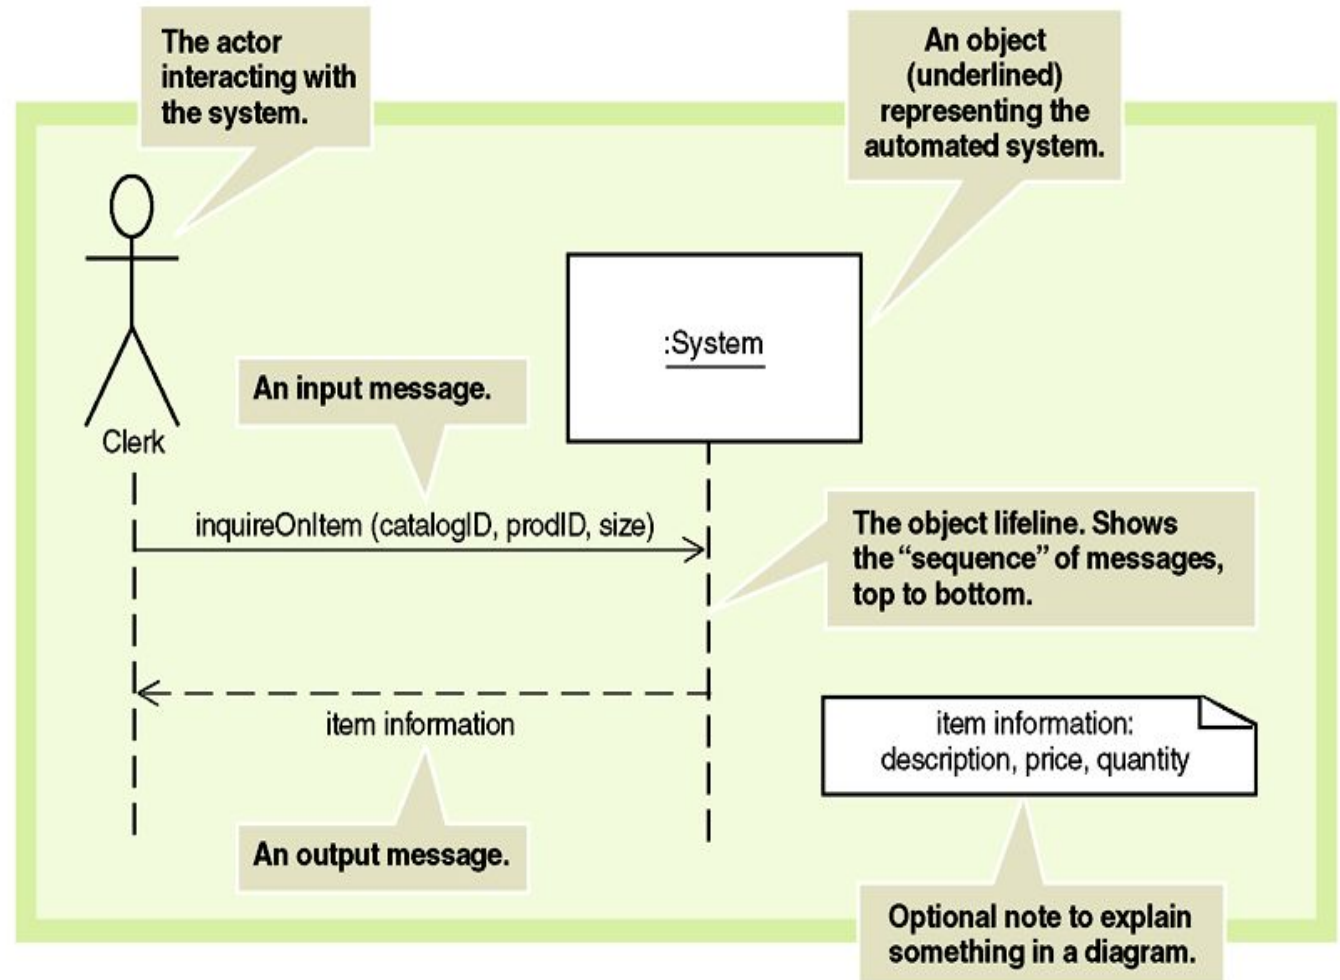 The actor
interacting with
the system.
An object
(underlined)
representing the
automated system.
:System
An input message.
Clerk
inquireOnItem (catalogID, prodID, size)
The object lifeline. Shows
the “sequence” of messages,
top to bottom.
item information
item information:
description, price, quantity
An output message.
Optional note to explain
something in a diagram.